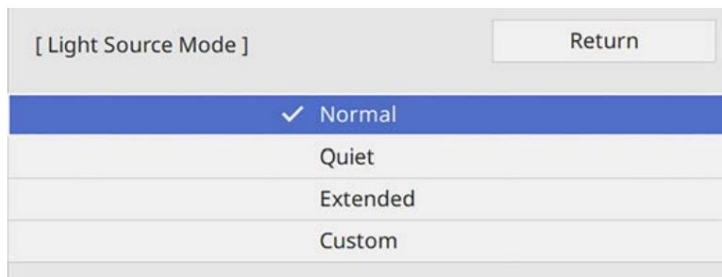 [ Light Source Mode ]
Return
Normal
Quiet
Extended
Custom